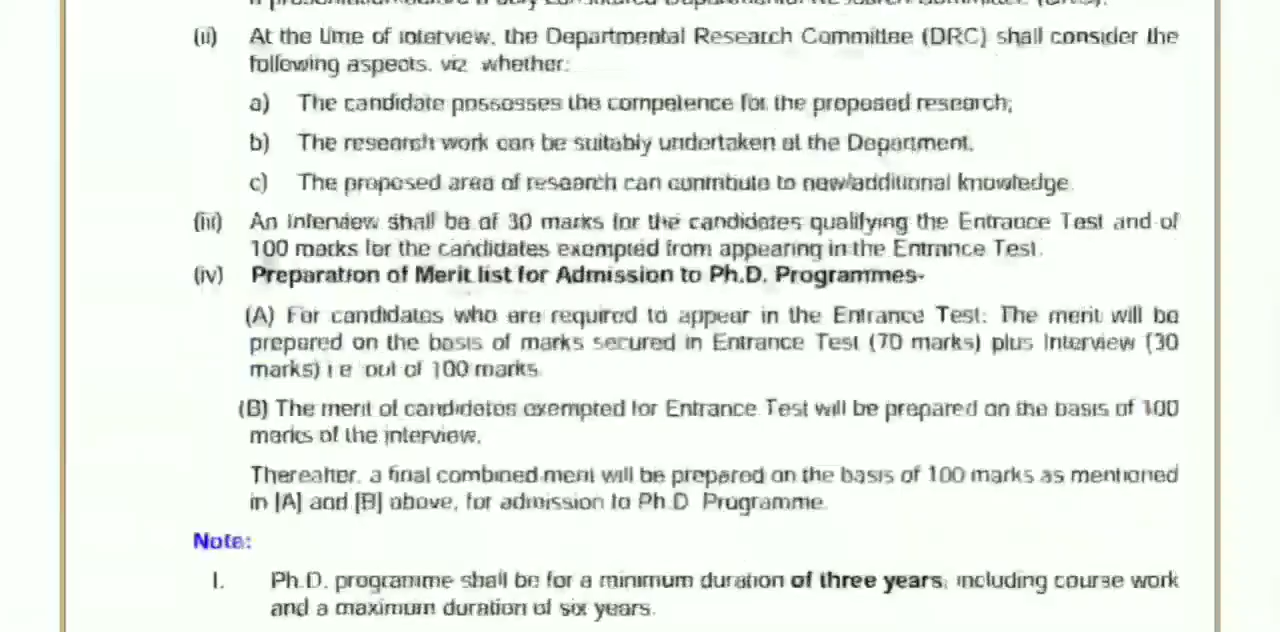 (ii) At the time of interview, the Departmental Research Committee (DRC) shall consider the
following aspects, viz whether:
a) The candidate possesses the competence for the proposed research;
b) The research work can be suitably undertaken at the Department.
c) The proposed area of research can contribute to new/additional knowledge
(iii) An Interview shall be of 30 marks for the candidates qualifying the Entrance Test and of
100 marks for the candidates exempted from appearing in the Entrance Test.
(iv) Preparation of Merit list for Admission to Ph.D. Programmes-
(A) For candidates who are required to appear in the Entrance Test: The merit will be
prepared on the basis of marks secured in Entrance Test (70 marks) plus Interview (30
marks) i e out of 100 marks
(B) The merit of candidates exempted for Entrance Test will be prepared on the basis of 100
marks of the interview.
Thereafter, a final combined merit will be prepared on the basis of 100 marks as mentioned
in [A] and [B] above, for admission to Ph.D Programme
Note:
I. Ph.D. programme shall be for a minimum duration of three years, including course work
and a maximum duration of six years.